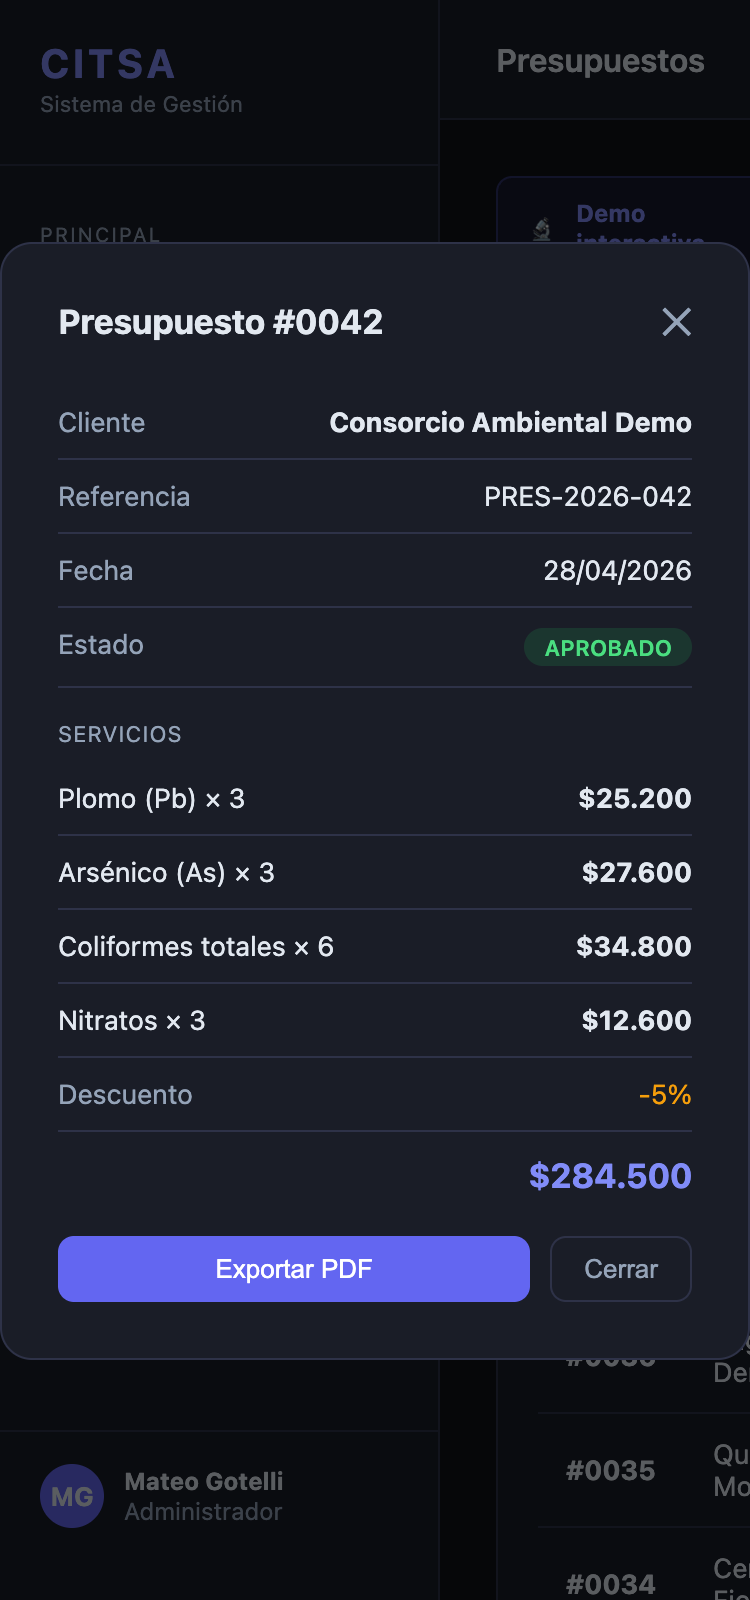 CITSA
Sistema de Gestión
Presupuestos
PRINCIPAL
Demo
interactiva
Presupuesto #0042
Cliente Consorcio Ambiental Demo
Referencia PRES-2026-042
Fecha 28/04/2026
Estado APROBADO
SERVICIOS
Plomo (Pb) × 3 $25.200
Arsénico (As) × 3 $27.600
Coliformes totales × 6 $34.800
Nitratos × 3 $12.600
Descuento -5%
$284.500
Exportar PDF Cerrar
Mateo Gotelli
MG
Administrador
#0035
#0034